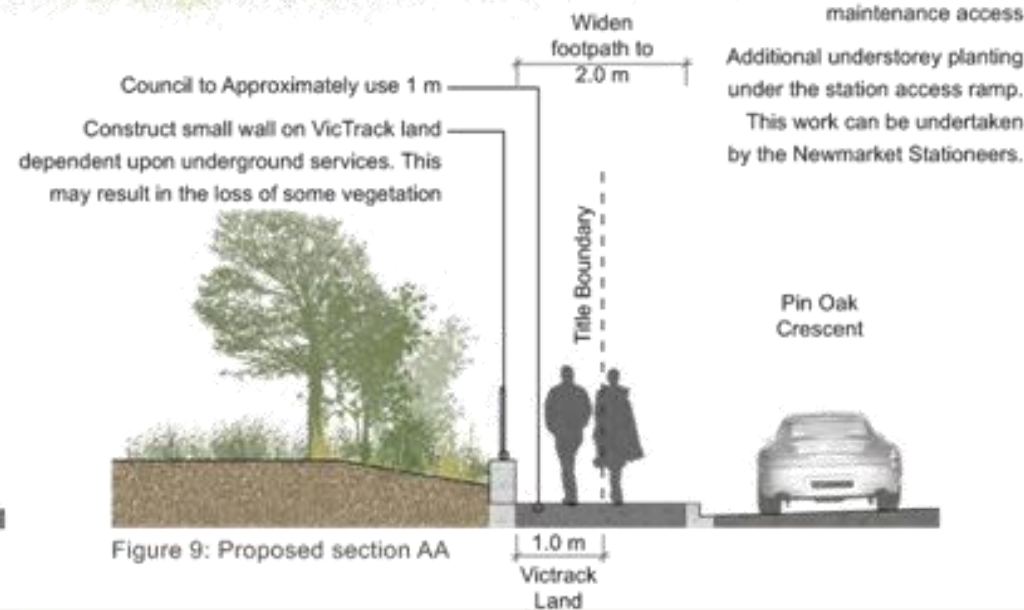 maintenance access
Additional understorey planting
under the station access ramp.
This work can be undertaken
by the Newmarket Stationeers.
Widen
footpath to
2.0 m
Council to Approximately use 1 m
Construct small wall on VicTrack land
dependent upon underground services. This
may result in the loss of some vegetation
Title Boundary
Pin Oak
Crescent
Figure 9: Proposed section AA
1.0 m
Victrack
Land